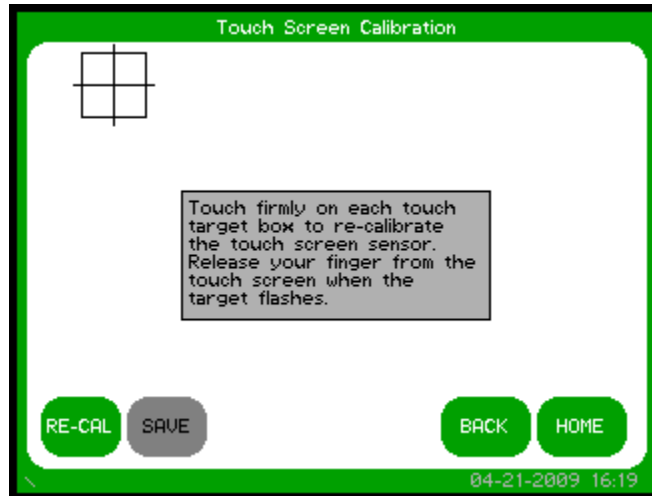 Touch Screen Calibration
Touch firmly on each touch
target box to re-calibrate
the touch screen sensor.
Release your finger from the
touch screen when the
target flashes.
RE-CAL SAVE BACK HOME
\ 04-21-2009 16:19